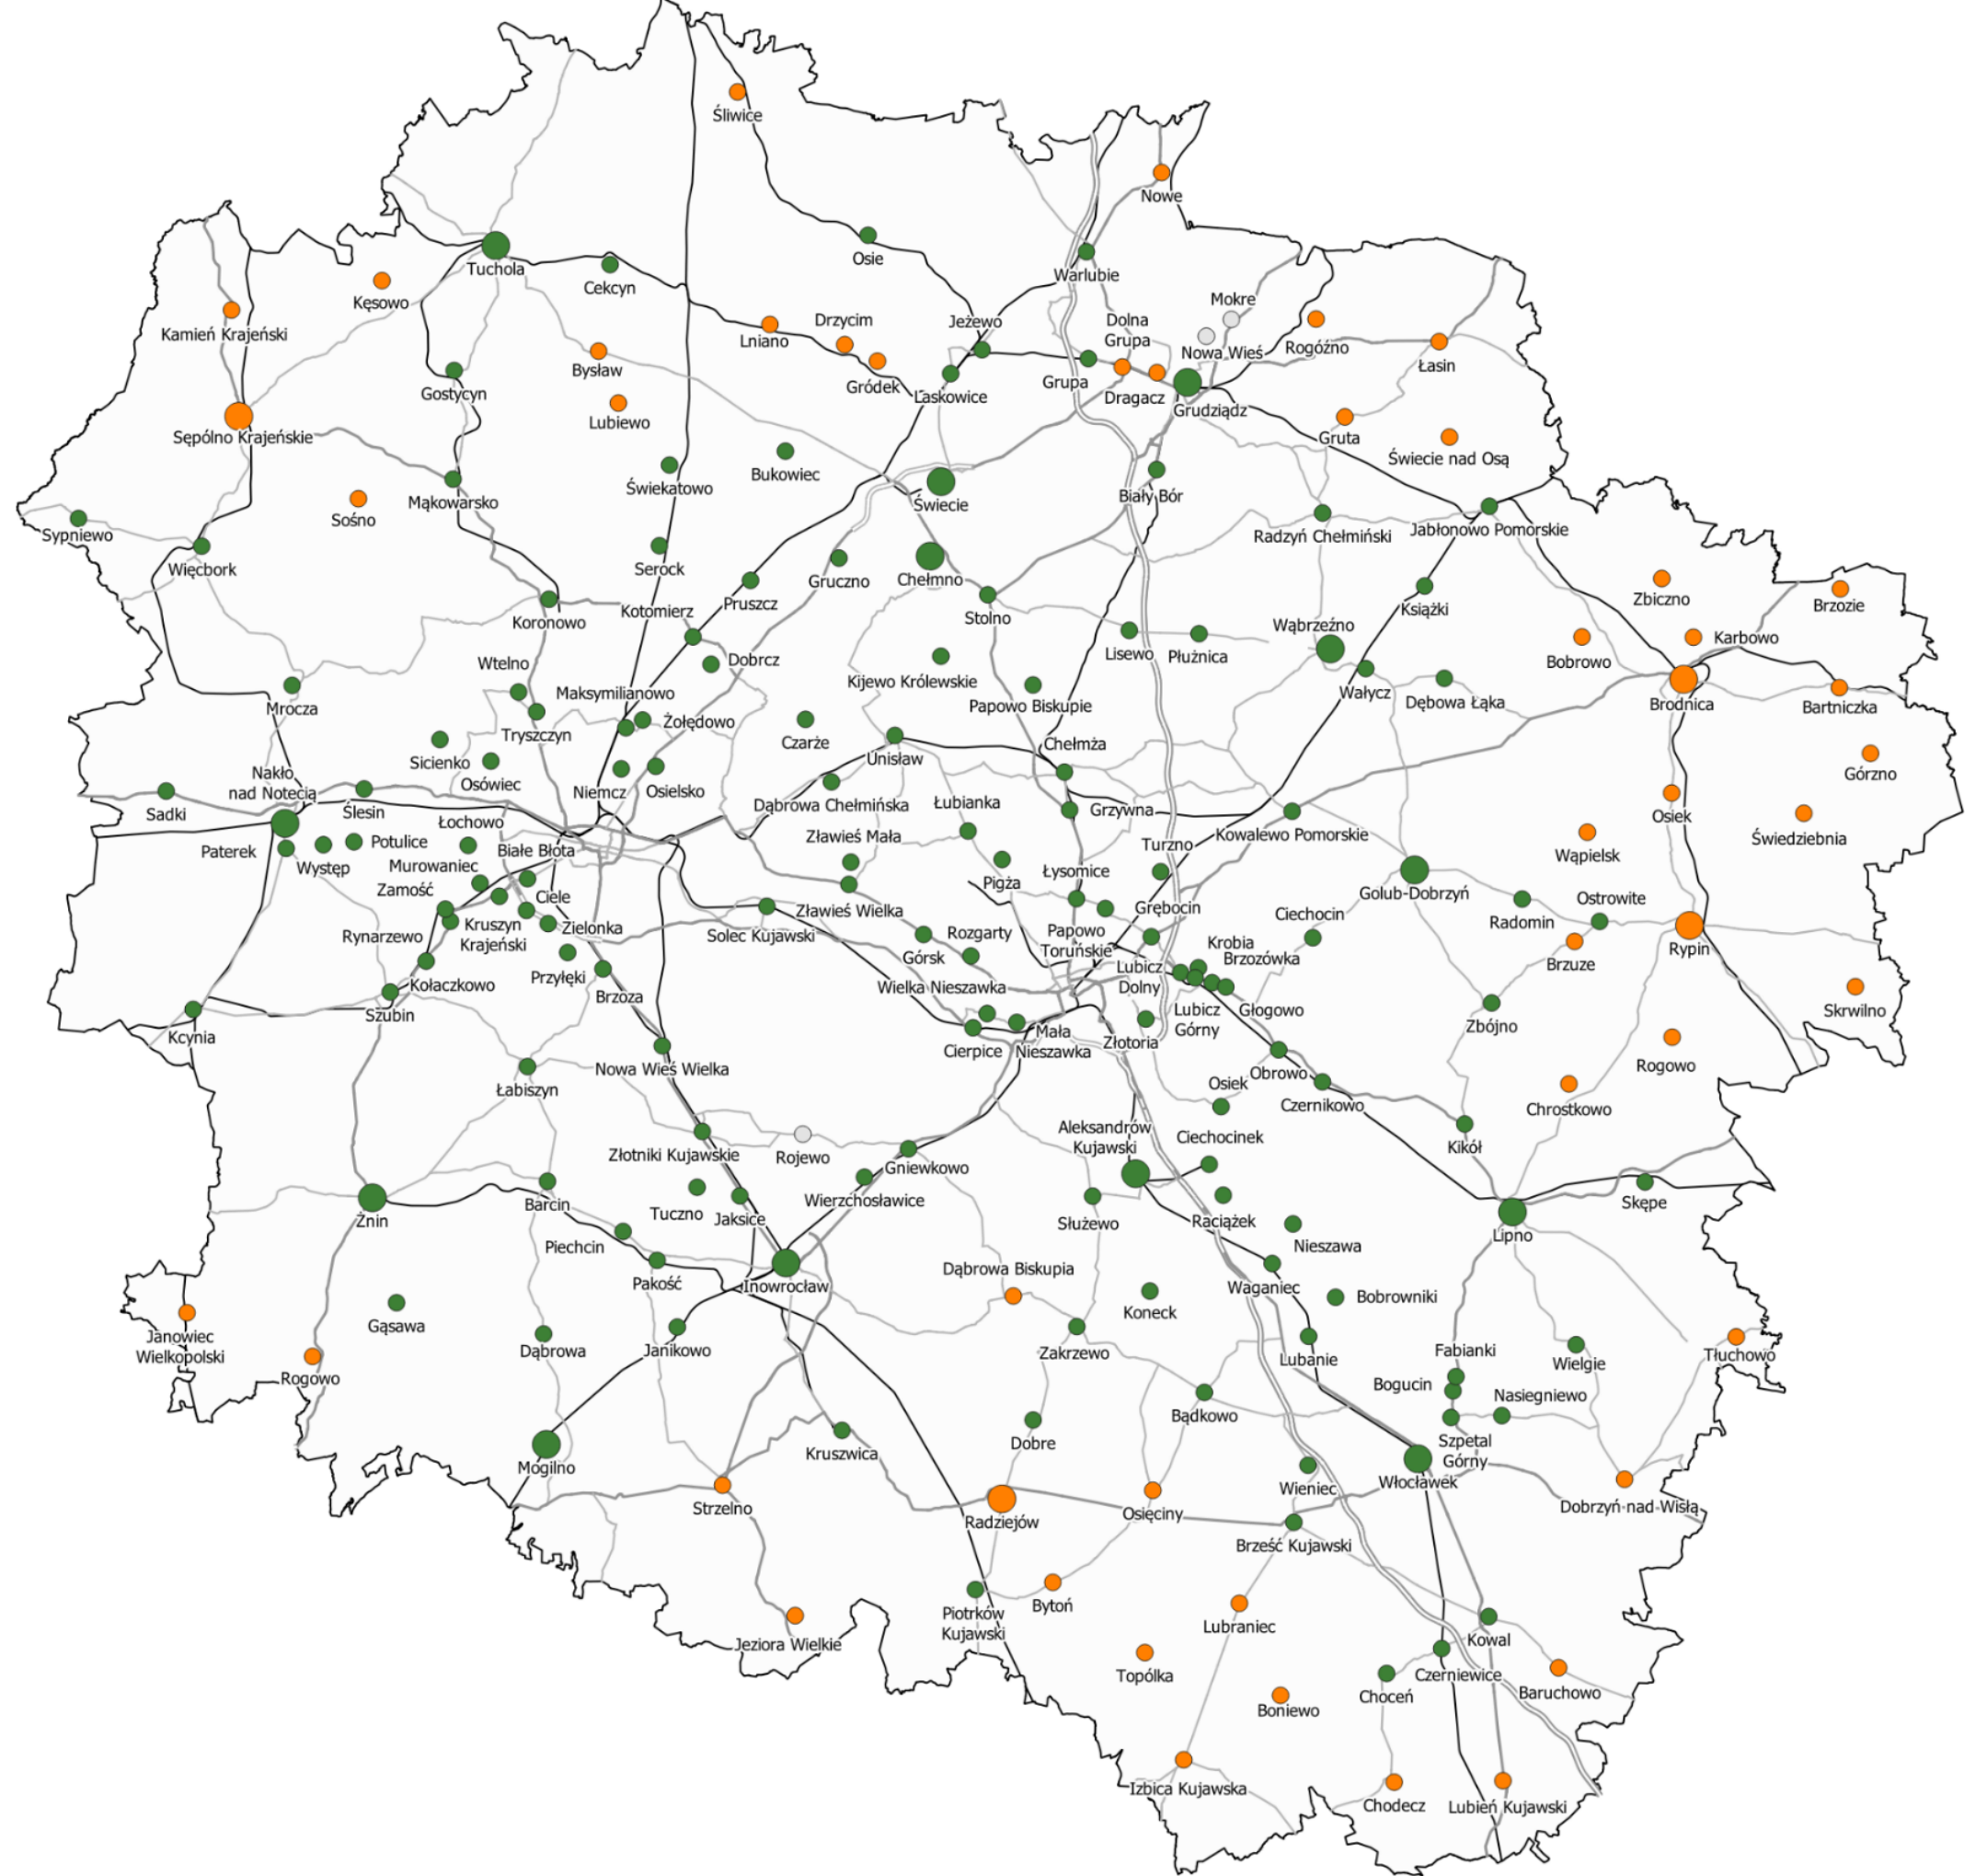 Śliwice
Nowe
Osie
Tuchola
Warlubie
Cekcyn
Kęsowo
Mokre
Kamień Krajeński
Drzycim
Jeżewo
Dolna
Grupa
Lniano
Nowa Wieś
Rogóźno
Bysław
Łasin
Gródek
Grupa
Gostycyn
Laskowice
Dragacz
Grudziądz
Lubiewo
Sępólno Krajeńskie
Gruta
Świecie nad Osą
Bukowiec
Świekatowo
Mąkowarsko
Biały Bór
Świecie
Sośno
Sypniewo
Radzyń Chełmiński
Jabłonowo Pomorskie
Więcbork
Serock
Gruczno
Chełmno
Zbiczno
Pruszcz
Brzozie
Książki
Kotomierz
Stolno
Koronowo
Wąbrzeźno
Karbowo
Lisewo
Płużnica
Bobrowo
Wtelno
Dobrcz
Kijewo Królewskie
Maksymilianowo
Wałycz
Dębowa Łąka
Papowo Biskupie
Brodnica
Bartniczka
Mrocza
Żołędowo
Tryszczyn
Czarże
Chełmża
Unisław
Sicienko
Górzno
Nakło
nad Notecią
Osówiec
Niemcz
Osielsko
Dąbrowa Chełmińska
Łubianka
Grzywna
Sadki
Ślesin
Osiek
Łochowo
Zławieś Mała
Kowalewo Pomorskie
Świedziebnia
Potulice
Turzno
Paterek
Białe Błota
Wąpielsk
Występ
Murowaniec
Łysomice
Pigża
Zamość
Golub-Dobrzyń
Ciele
Ostrowite
Zławieś Wielka
Grębocin
Ciechocin
Radomin
Kruszyn
Krajeński
Zielonka
Solec Kujawski
Rozgarty
Papowo
Toruńskie
Rynarzewo
Krobia
Rypin
Górsk
Brzozówka
Brzuze
Lubicz
Dolny
Przyłęki
Kołaczkowo
Wielka Nieszawka
Brzoza
Lubicz
Górny
Głogowo
Skrwilno
Szubin
Zbójno
Kcynia
Mała
Nieszawka
Złotoria
Cierpice
Rogowo
Nowa Wieś Wielka
Obrowo
Łabiszyn
Osiek
Czernikowo
Chrostkowo
Aleksandrów
Kujawski
Ciechocinek
Kikół
Złotniki Kujawskie
Rojewo
Gniewkowo
Wierzchosławice
Skępe
Barcin
Tuczno
Jaksice
Żnin
Służewo
Raciążek
Lipno
Piechcin
Nieszawa
Dąbrowa Biskupia
Pakość
Inowrocław
Waganiec
Bobrowniki
Koneck
Gąsawa
Janowiec
Wielkopolski
Dąbrowa
Janikowo
Zakrzewo
Fabianki
Tłuchowo
Lubanie
Wielgie
Rogowo
Bogucin
Nasiegniewo
Bądkowo
Dobre
Szpetal
Górny
Kruszwica
Mogilno
Włocławek
Wieniec
Strzelno
Dobrzyń nad Wisłą
Osięciny
Radziejów
Brześć Kujawski
Bytoń
Piotrków
Kujawski
Lubraniec
Jeziora Wielkie
Kowal
Topólka
Czerniewice
Baruchowo
Choceń
Boniewo
Izbica Kujawska
Chodecz
Lubień Kujawski